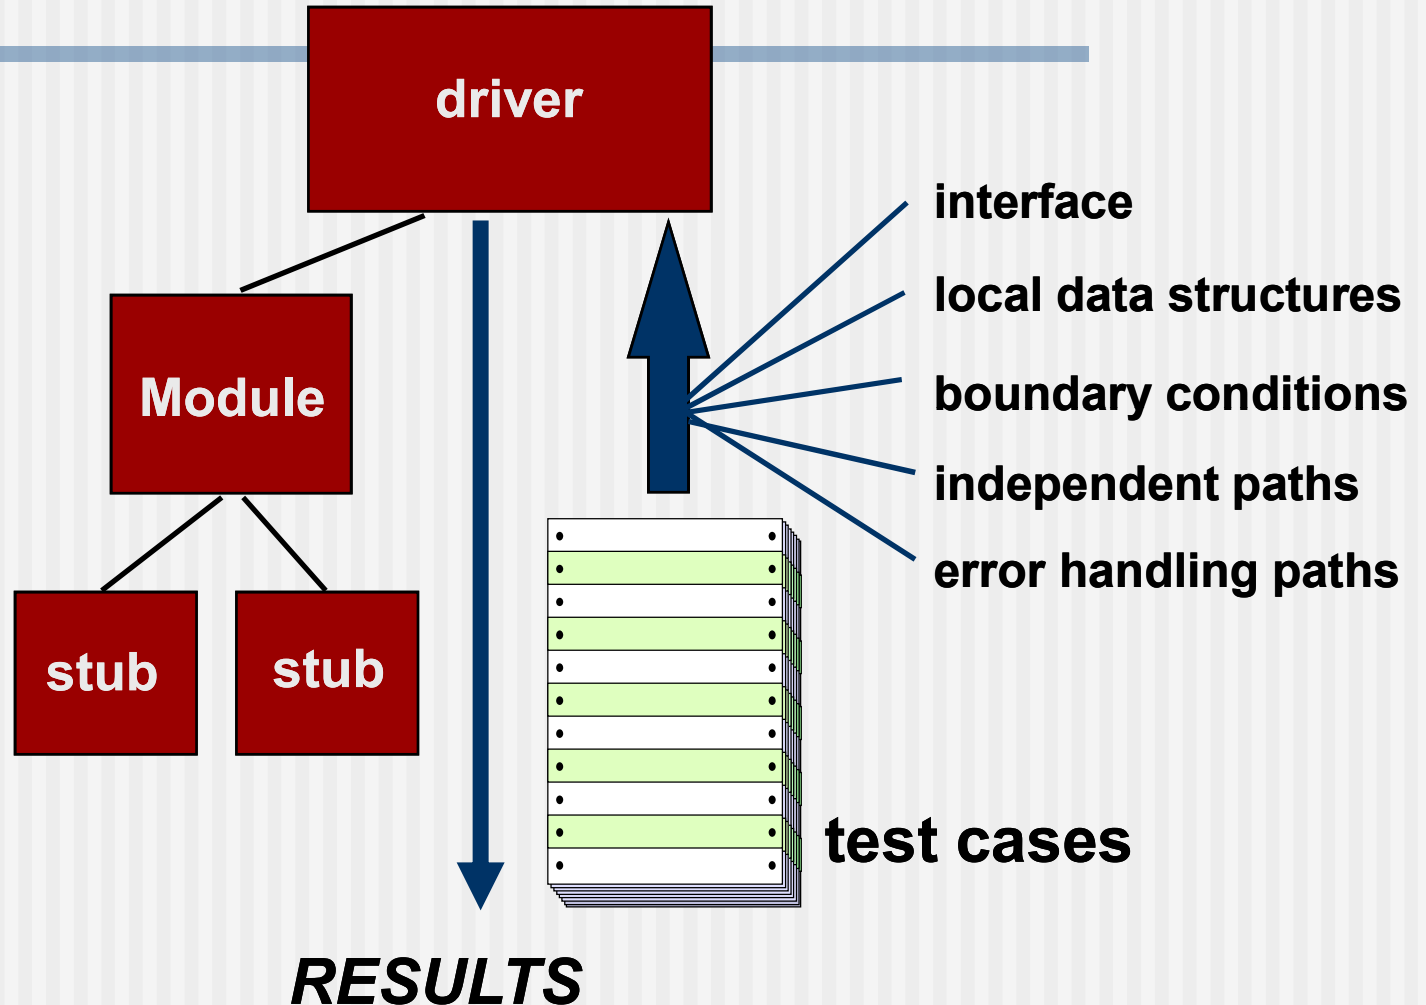 driver
interface
local data structures
Module
boundary conditions
independent paths
error handling paths
stub
stub
test cases
RESULTS